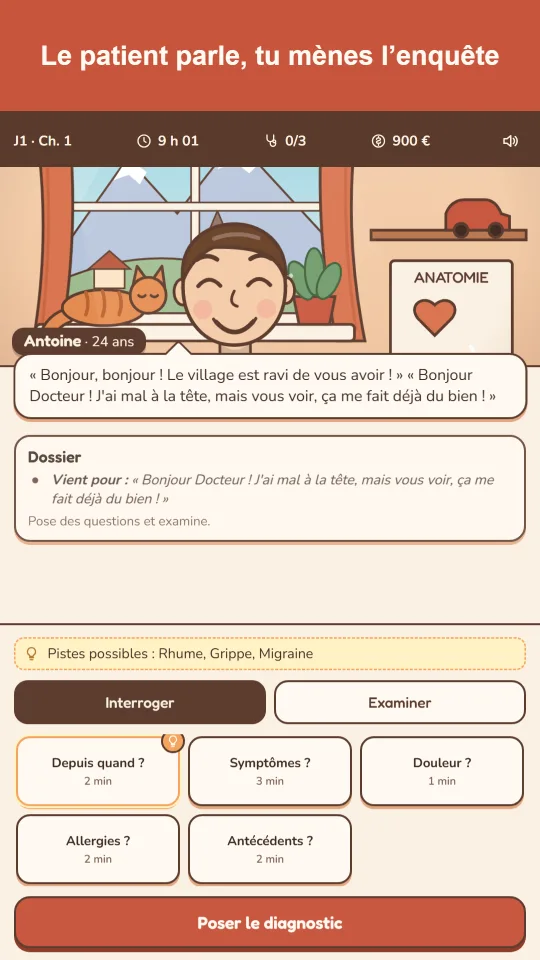 Le patient parle, tu mènes l’enquête
J1 · Ch. 1
9 h 01
0/3
900 €
ANATOMIE
Antoine · 24 ans
« Bonjour, bonjour ! Le village est ravi de vous avoir ! » « Bonjour
Docteur ! J'ai mal à la tête, mais vous voir, ça me fait déjà du bien ! »
Dossier
• Vient pour : « Bonjour Docteur ! J'ai mal à la tête, mais vous voir, ça me
fait déjà du bien ! »
Pose des questions et examine.
Pistes possibles : Rhume, Grippe, Migraine
Interroger
Examiner
Depuis quand ?
2 min
Symptômes ?
3 min
Douleur ?
1 min
Allergies ?
2 min
Antécédents ?
2 min
Poser le diagnostic